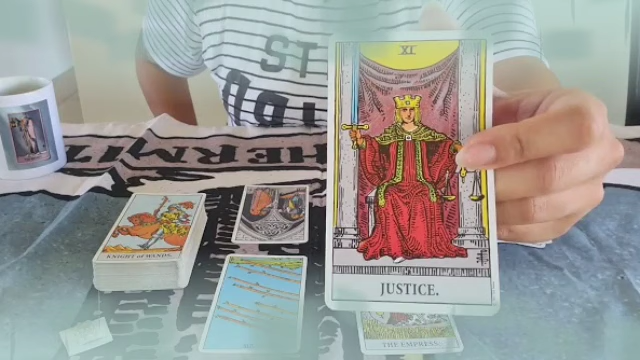 ST
XI
HERMIT
KNIGHT of WANDS.
JUSTICE.
THE EMPRESS.